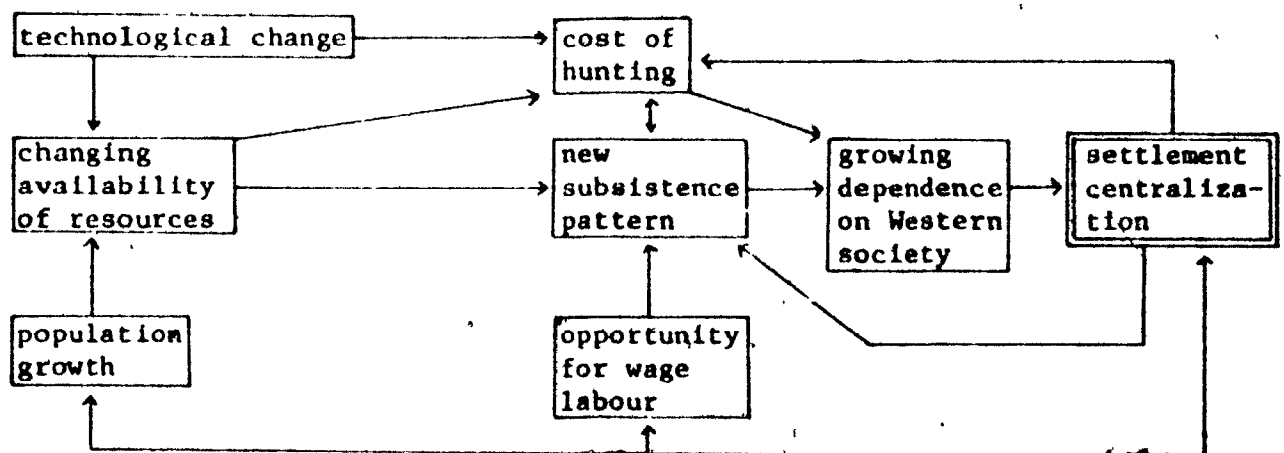 technological change
cost of
hunting
changing
availability
of resources
new
subsistence
pattern
growing
dependence
on Western
society
settlement
centraliza-
tion
population
growth
opportunity
for wage
labour